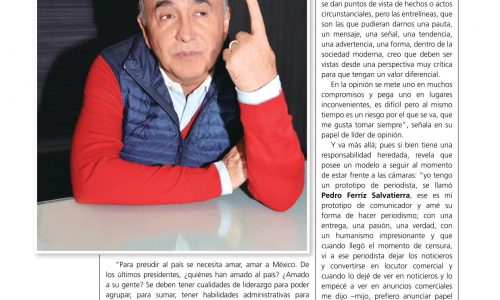 "Para presidir al país se necesita amar, amar a México. De
los últimos presidentes, ¿quiénes han amado al país? ¿Amado
a su gente? Se deben tener cualidades de liderazgo para poder
agrupar, para sumar, tener habilidades administrativas para
se dan puntos de vista de hechos o actos
circunstanciales, pero las entrelíneas, que
son las que pudieran darnos una pauta,
un mensaje, una señal, una tendencia,
una advertencia, una forma, dentro de la
sociedad moderna, creo que deben ser
vistas desde una perspectiva muy crítica
para que tengan un valor diferencial.
En la opinión se mete uno en muchos
compromisos y pega uno en lugares
inconvenientes, es difícil pero al mismo
tiempo es un riesgo por el que se va, que
me gusta tomar siempre", señala en su
papel de líder de opinión.
Y va más allá; pues si bien tiene una
responsabilidad heredada, revela que
posee un modelo a seguir al momento
de estar frente a las cámaras: "yo tengo
un prototipo de periodista, se llamó
Pedro Ferríz Salvatierra, ese es mi
prototipo de comunicador y amé su
forma de hacer periodismo; con una
entrega, una pasión, una verdad, con
un humanismo impresionante y que
cuando llegó el momento de censura,
vi a ese periodista dejar los noticieros
y convertirse en locutor comercial y
cuando lo dejé de ver en noticieros y lo
empecé a ver en anuncios comerciales
me dijo –mijo, prefiero anunciar papel